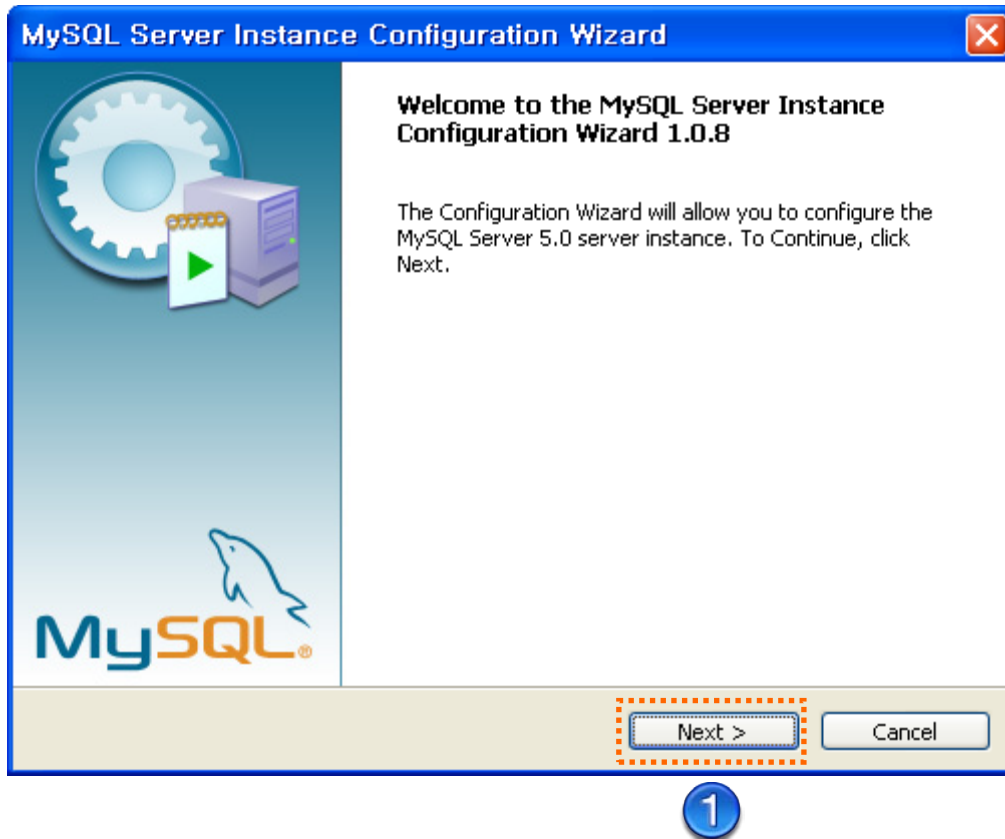 MySQL Server Instance Configuration Wizard
Welcome to the MySQL Server Instance
Configuration Wizard 1.0.8
The Configuration Wizard will allow you to configure the
MySQL Server 5.0 server instance. To Continue, click
Next.
MySQL®
Next >
Cancel
1